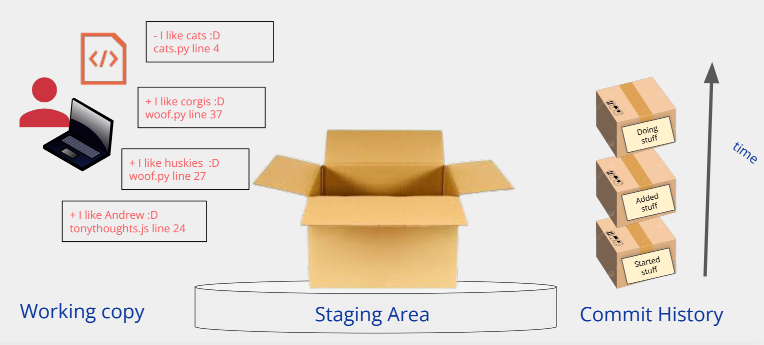 - I like cats :D
cats.py line 4
+ I like corgis :D
woof.py line 37
+ I like huskies  :D
woof.py line 27
+ I like Andrew :D
tonythoughts.js line 24
</>
Doing
stuff
Added
stuff
Started
stuff
time
Working copy
Staging Area
Commit History